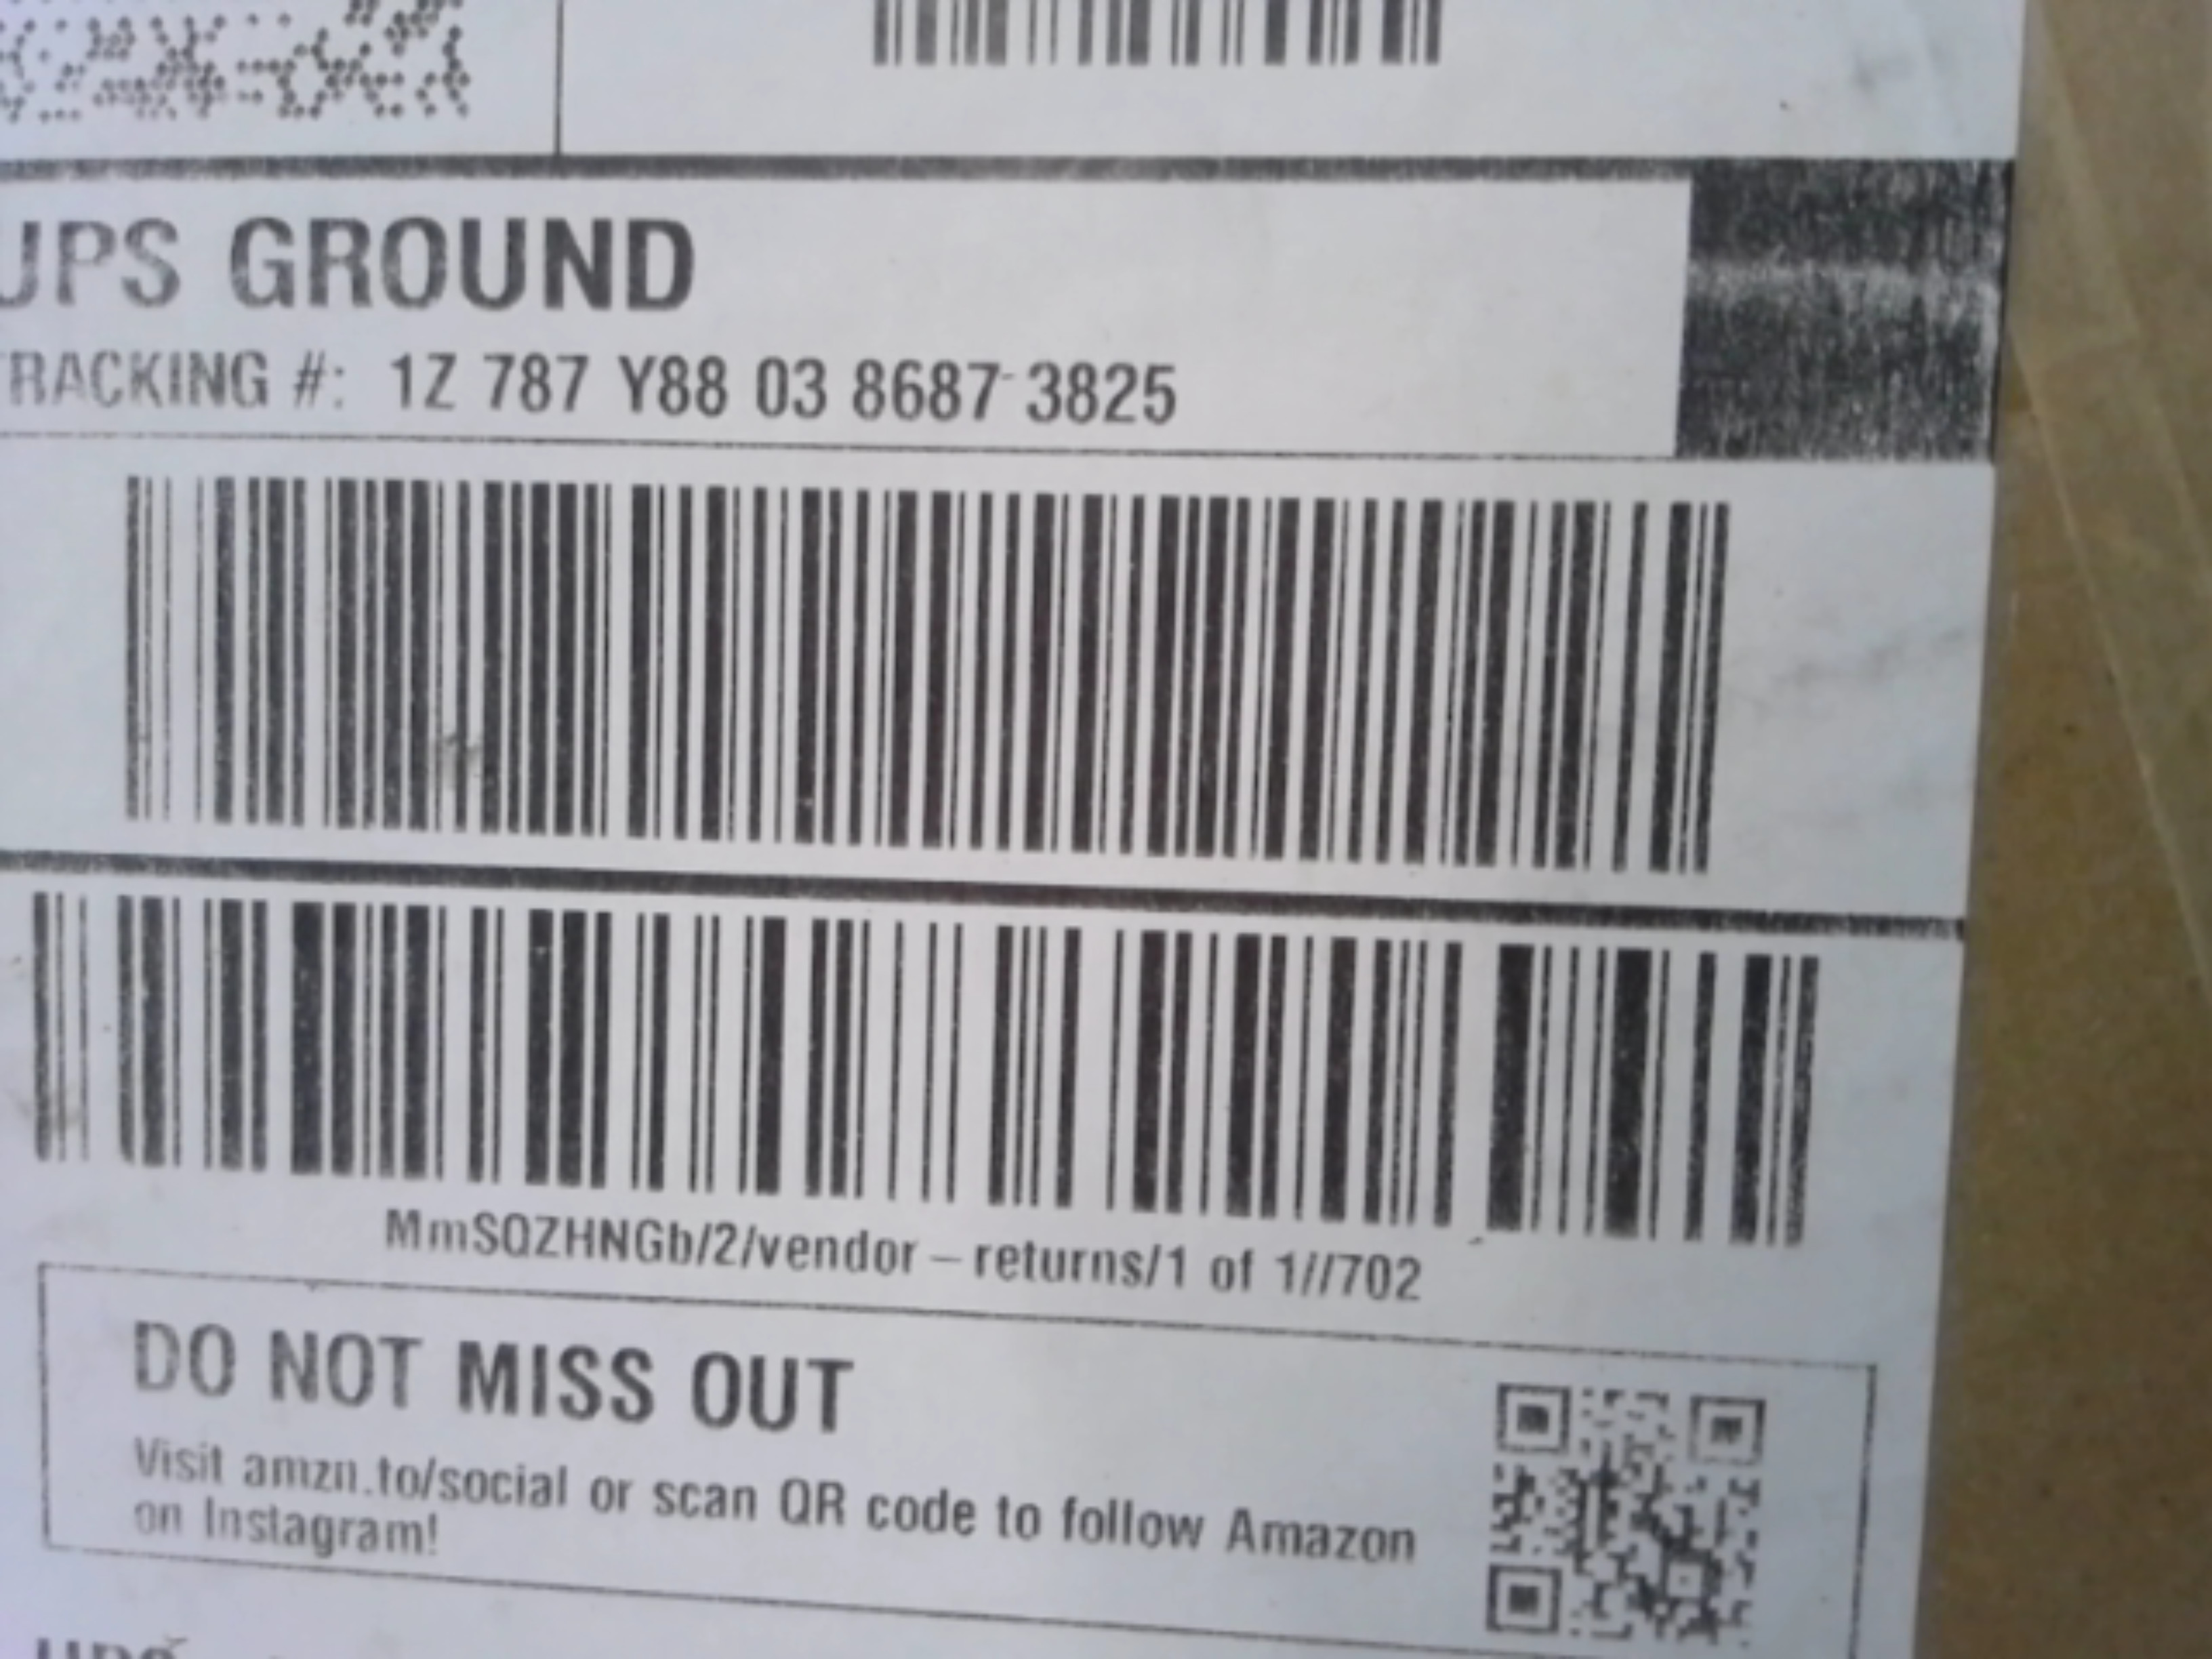 UPS GROUND
TRACKING #: 1Z 787 Y88 03 8687 3825
MmSQZHNGb/2/vendor – returns/1 of 1//702
DO NOT MISS OUT
Visit amzn.to/social or scan QR code to follow Amazon
on Instagram!